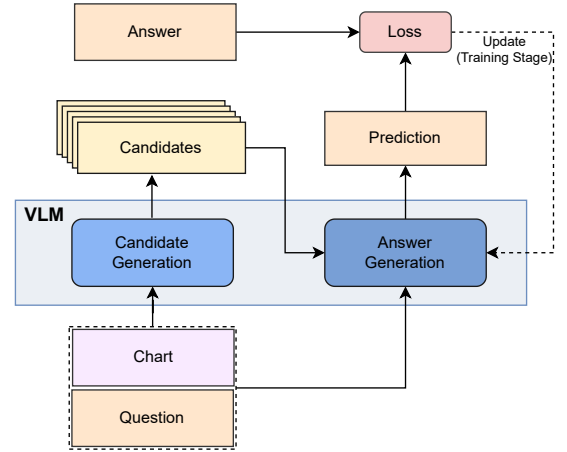 Answer
Loss
Update
(Training Stage)
Candidates
Prediction
VLM
Candidate
Generation
Answer
Generation
Chart
Question